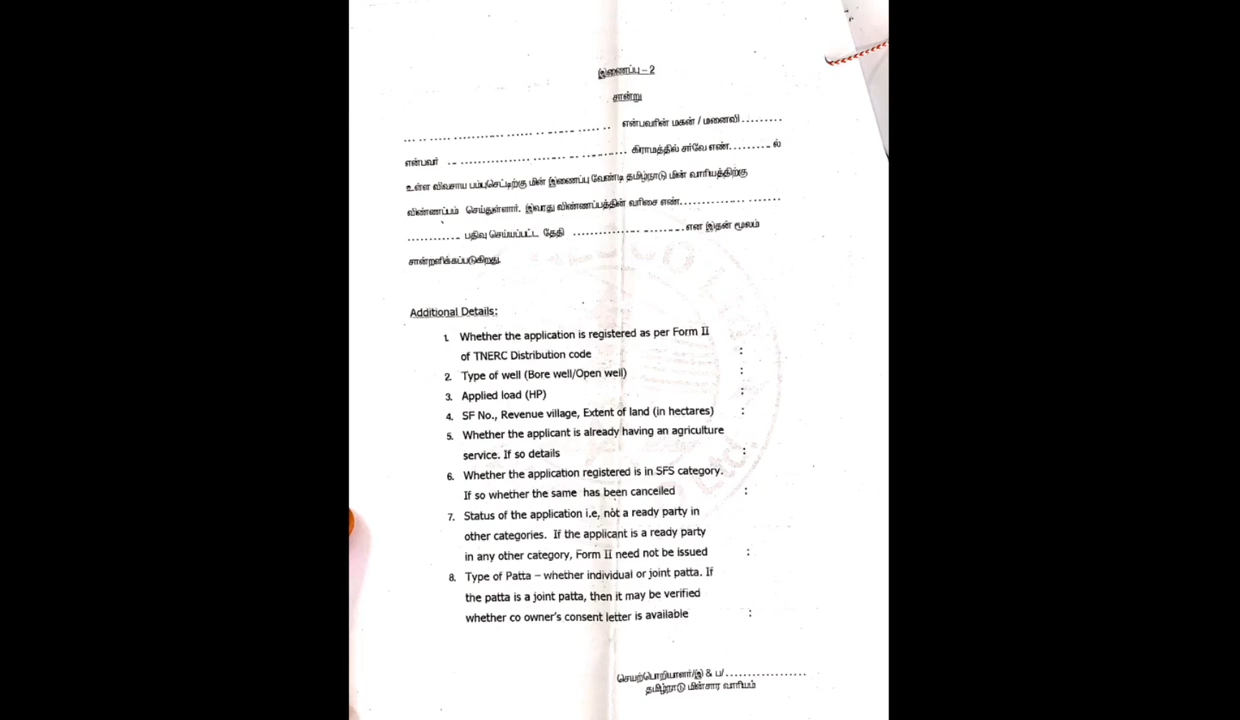 இணைப்பு – 2
சான்று
... .. ............. ...... .. ...... ...... .. என்பவரின் மகன் / மனைவி.........
என்பவர் .. ................. ....... .. .......... கிராமத்தில் சர்வே எண்.........ல்
உள்ள விவசாய பம்புசெட்டிற்கு மின் இணைப்பு வேண்டி தமிழ்நாடு மின் வாரியத்திற்கு
விண்ணப்பம் செய்துள்ளார். இவரது விண்ணப்பத்தின் வரிசை எண்............... .......
............ பதிவு செய்யப்பட்ட தேதி ............... .........என இதன் மூலம்
சான்றளிக்கப்படுகிறது.
Additional Details:
1. Whether the application is registered as per Form II
of TNERC Distribution code :
2. Type of well (Bore well/Open well) :
3. Applied load (HP) :
4. SF No., Revenue village, Extent of land (in hectares) :
5. Whether the applicant is already having an agriculture
service. If so details :
6. Whether the application registered is in SFS category.
If so whether the same has been cancelled :
7. Status of the application i.e, not a ready party in
other categories. If the applicant is a ready party
in any other category, Form II need not be issued :
8. Type of Patta – whether individual or joint patta. If
the patta is a joint patta, then it may be verified
whether co owner's consent letter is available :
செயற்பொறியாளர்/இ & ப/..................
தமிழ்நாடு மின்சார வாரியம்